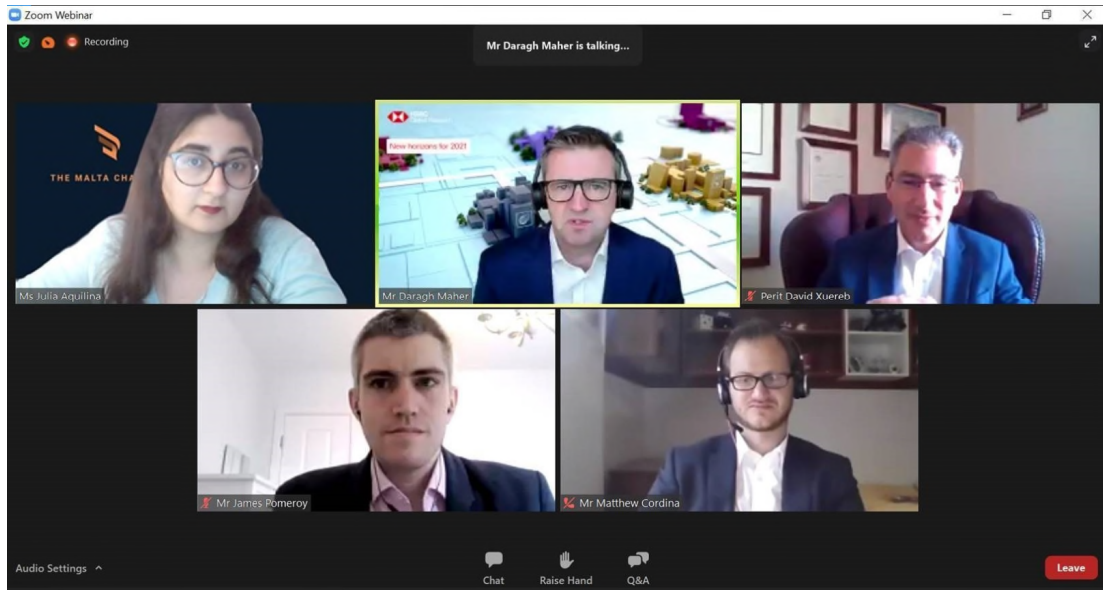 Zoom Webinar
Recording
Mr Daragh Maher is talking...
THE MALTA CHA
Ms Julia Aquilina
HSBC
New horizons for 2021
Mr Daragh Maher
Perit David Xuereb
Mr James Pomeroy
Mr Matthew Cordina
Audio Settings
Chat
Raise Hand
Q&A
Leave